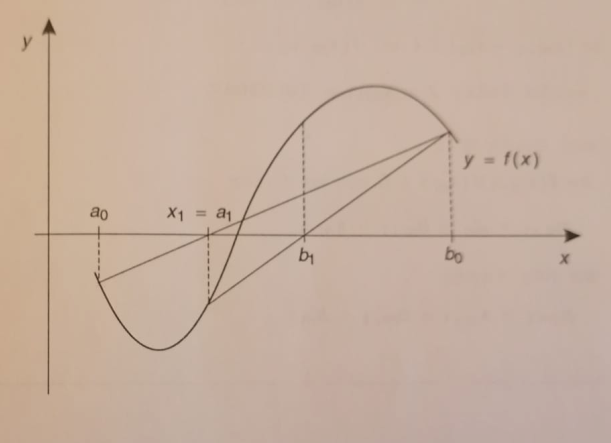 y
y = f(x)
a₀ x₁ = a₁
b₁ b₀ x